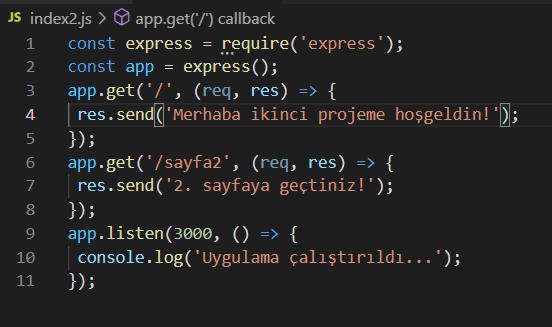 JS index2.js > app.get('/') callback
1 const express = require('express');
2 const app = express();
3 app.get('/', (req, res) => {
4 res.send('Merhaba ikinci projeme hoşgeldin!');
5 });
6 app.get('/sayfa2', (req, res) => {
7 res.send('2. sayfaya geçtiniz!');
8 });
9 app.listen(3000, () => {
10 console.log('Uygulama çalıştırıldı...');
11 });